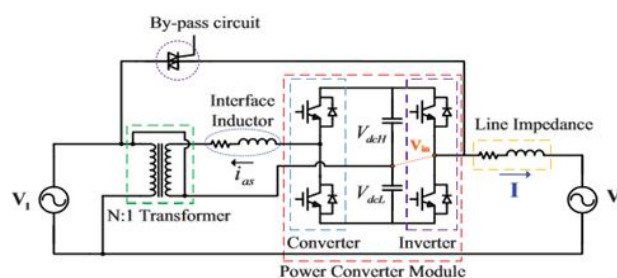 By-pass circuit
Interface
Inductor
Line Impedance
V_dcH
V_in
i_as
I
V_1
V
V_dcL
N:1 Transformer
Converter
Inverter
Power Converter Module